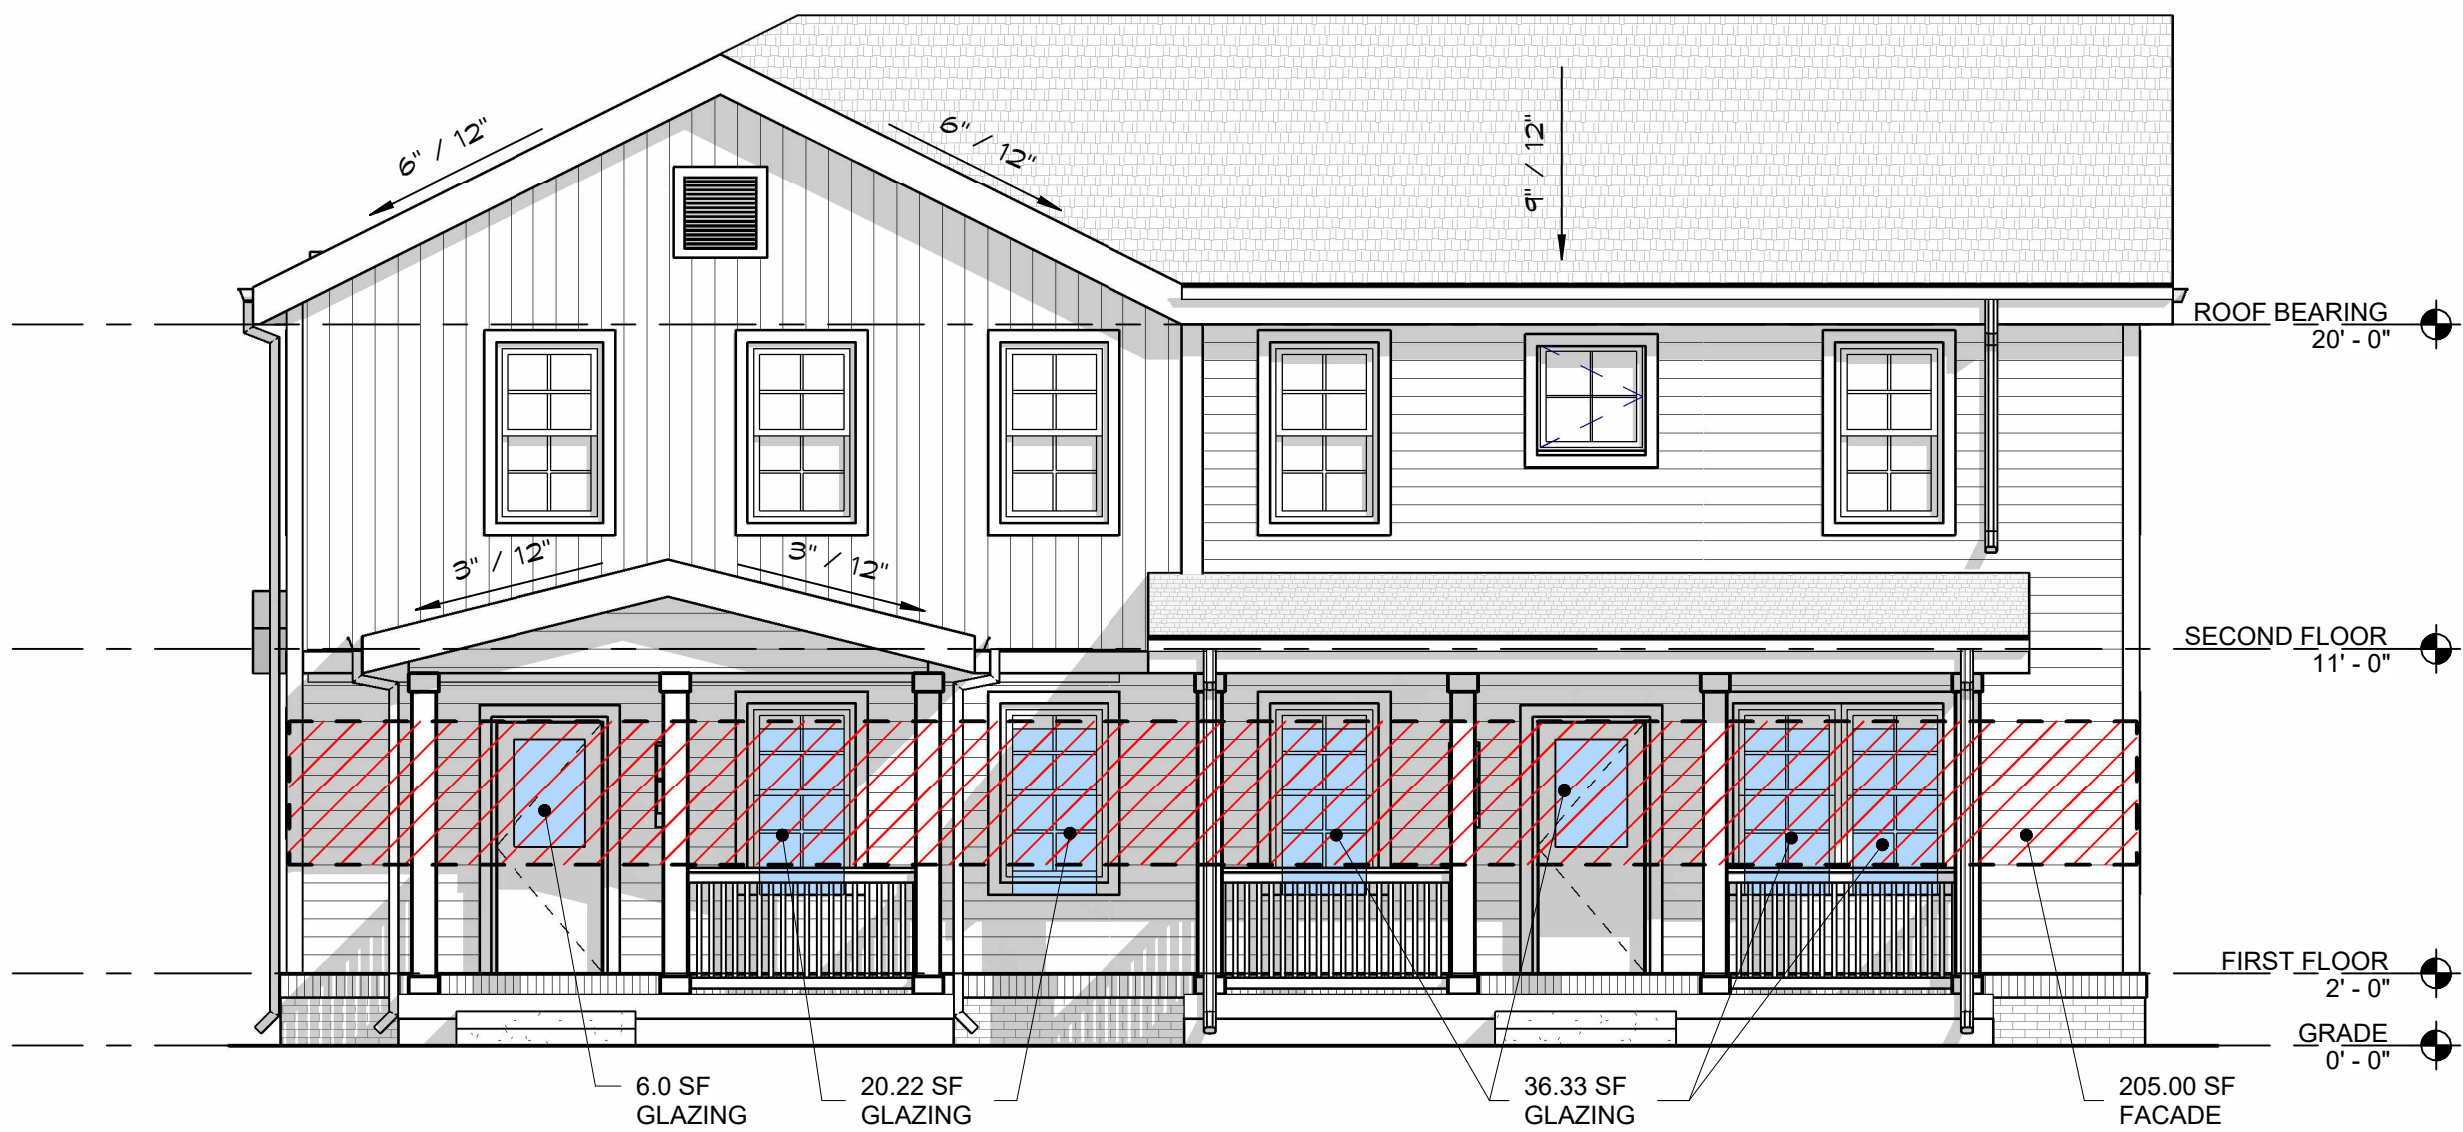 6" / 12"
6" / 12"
9" / 12"
ROOF BEARING
20' - 0"
3" / 12"
3" / 12"
SECOND FLOOR
11' - 0"
FIRST FLOOR
2' - 0"
GRADE
0' - 0"
6.0 SF
GLAZING
20.22 SF
GLAZING
36.33 SF
GLAZING
205.00 SF
FACADE